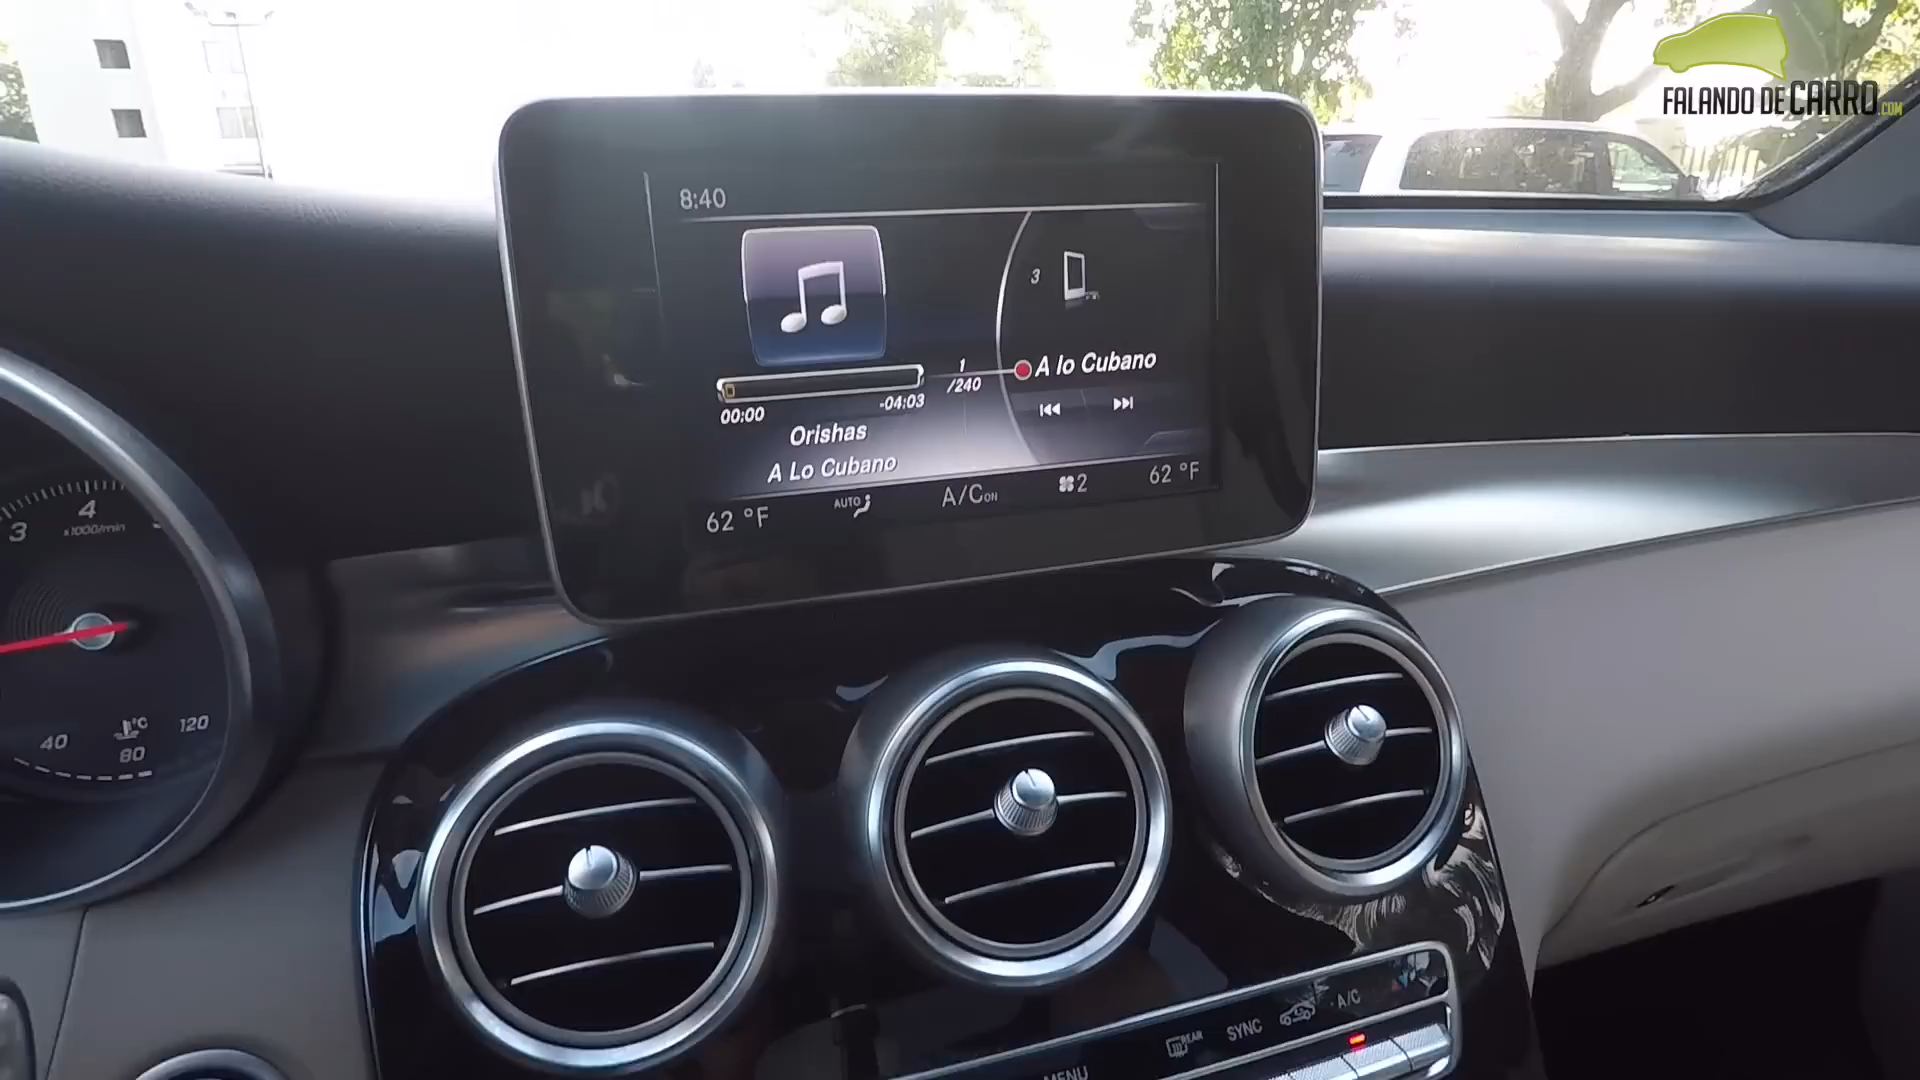 FALANDO DE CARRO.COM
8:40
3
A lo Cubano
1
/240
00:00
-04:03
Orishas
A Lo Cubano
62 °F
AUTO
A/C ON
2
62 °F
3
4
x1000/min
40
80
°C
120
REAR
SYNC
A/C
MENU